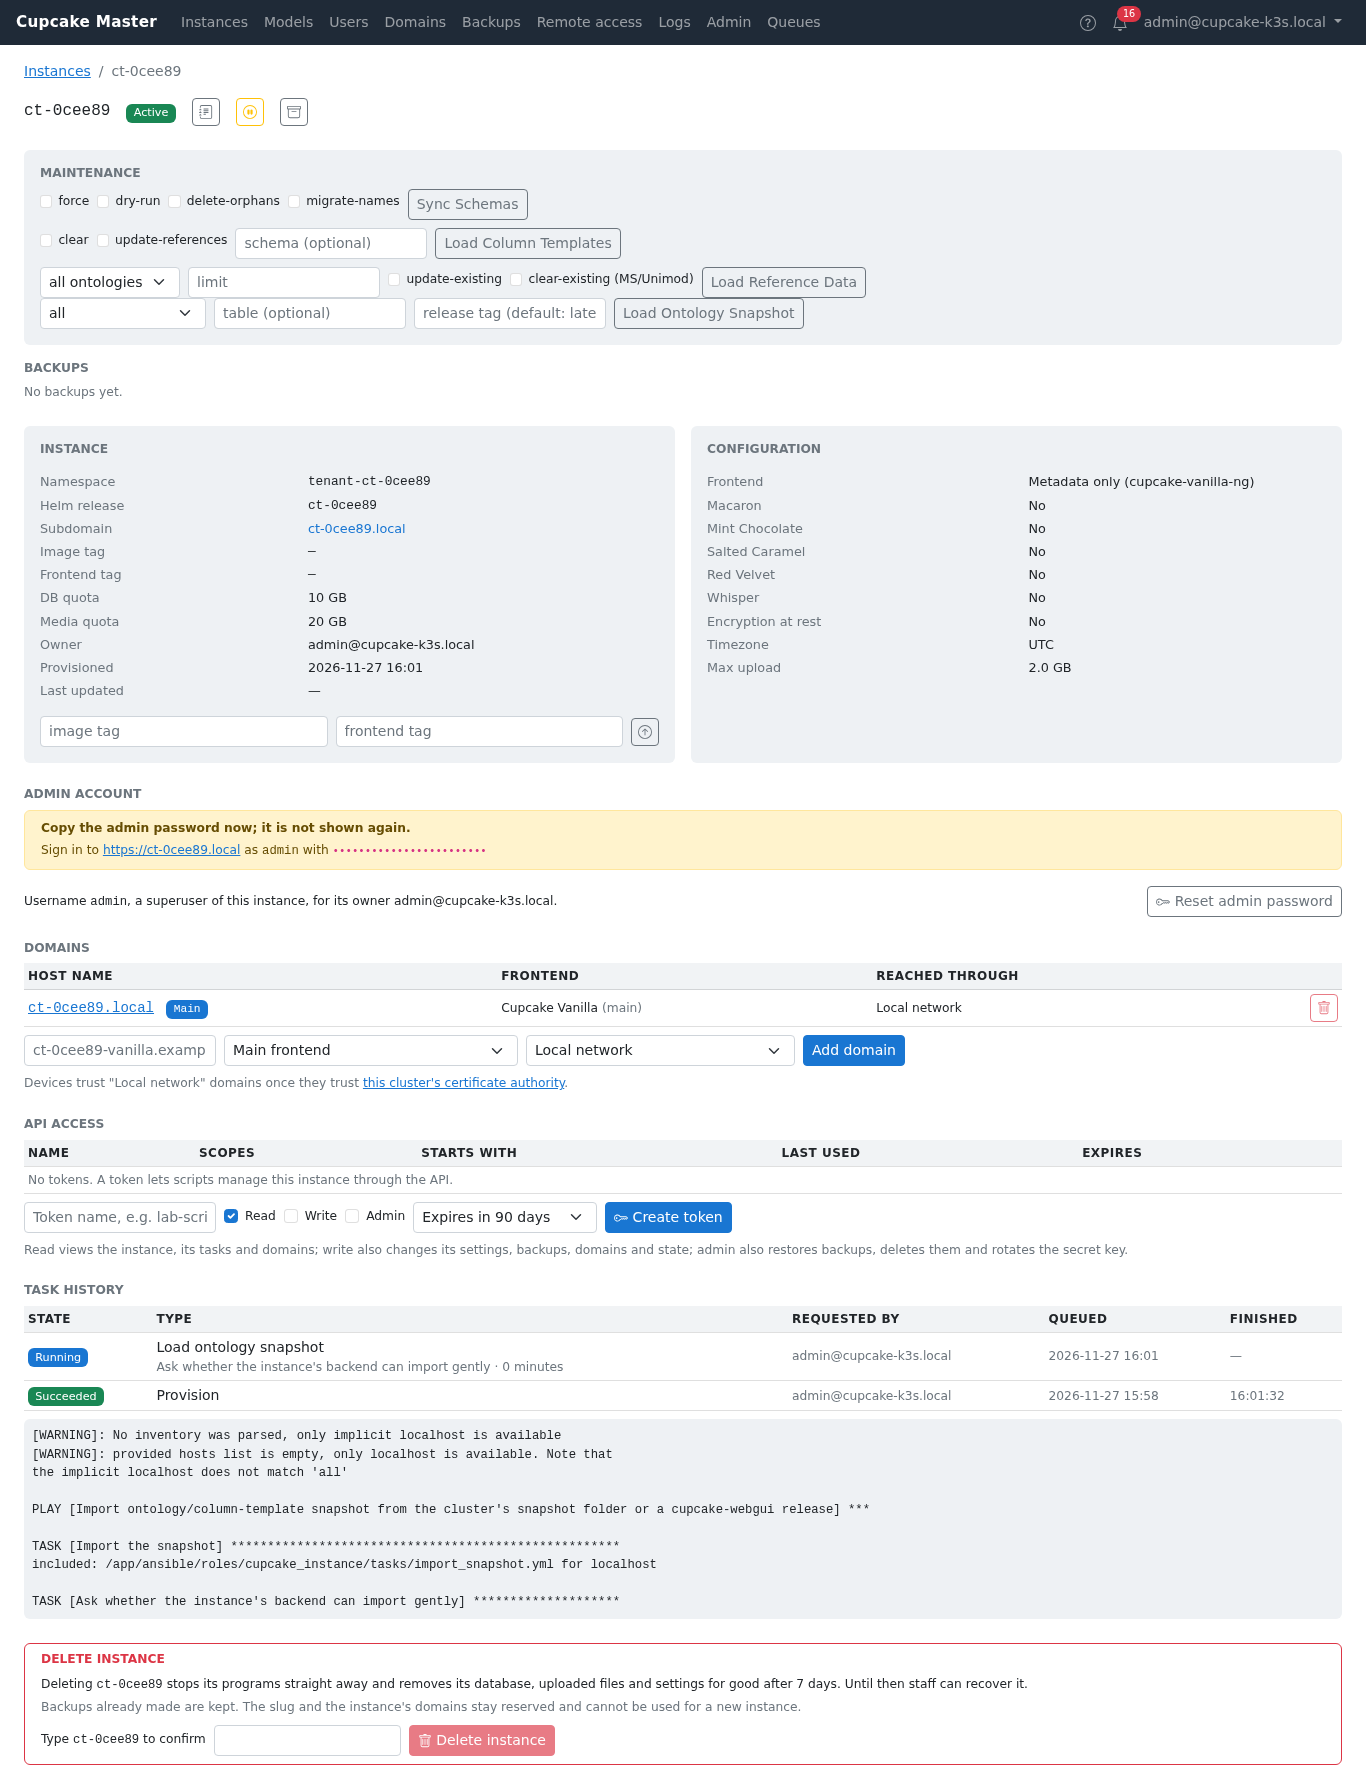 Cupcake Master Instances Models Users Domains Backups Remote access Logs Admin Queues 16 admin@cupcake-k3s.local
Instances / ct-0cee89
ct-0cee89 Active
MAINTENANCE
force dry-run delete-orphans migrate-names Sync Schemas
clear update-references schema (optional) Load Column Templates
all ontologies limit update-existing clear-existing (MS/Unimod) Load Reference Data
all table (optional) release tag (default: late Load Ontology Snapshot
BACKUPS
No backups yet.
INSTANCE
Namespace tenant-ct-0cee89
Helm release ct-0cee89
Subdomain ct-0cee89.local
Image tag —
Frontend tag —
DB quota 10 GB
Media quota 20 GB
Owner admin@cupcake-k3s.local
Provisioned 2026-11-27 16:01
Last updated —
image tag frontend tag
CONFIGURATION
Frontend Metadata only (cupcake-vanilla-ng)
Macaron No
Mint Chocolate No
Salted Caramel No
Red Velvet No
Whisper No
Encryption at rest No
Timezone UTC
Max upload 2.0 GB
ADMIN ACCOUNT
Copy the admin password now; it is not shown again.
Sign in to https://ct-0cee89.local as admin with ••••••••••••••••••••••••
Username admin, a superuser of this instance, for its owner admin@cupcake-k3s.local. Reset admin password
DOMAINS
HOST NAME FRONTEND REACHED THROUGH
ct-0cee89.local Main Cupcake Vanilla (main) Local network
ct-0cee89-vanilla.examp Main frontend Local network Add domain
Devices trust "Local network" domains once they trust this cluster's certificate authority.
API ACCESS
NAME SCOPES STARTS WITH LAST USED EXPIRES
No tokens. A token lets scripts manage this instance through the API.
Token name, e.g. lab-scri Read Write Admin Expires in 90 days Create token
Read views the instance, its tasks and domains; write also changes its settings, backups, domains and state; admin also restores backups, deletes them and rotates the secret key.
TASK HISTORY
STATE TYPE REQUESTED BY QUEUED FINISHED
Running Load ontology snapshot admin@cupcake-k3s.local 2026-11-27 16:01 —
Ask whether the instance's backend can import gently · 0 minutes
Succeeded Provision admin@cupcake-k3s.local 2026-11-27 15:58 16:01:32
[WARNING]: No inventory was parsed, only implicit localhost is available
[WARNING]: provided hosts list is empty, only localhost is available. Note that
the implicit localhost does not match 'all'
PLAY [Import ontology/column-template snapshot from the cluster's snapshot folder or a cupcake-webgui release] ***
TASK [Import the snapshot] *****************************************************
included: /app/ansible/roles/cupcake_instance/tasks/import_snapshot.yml for localhost
TASK [Ask whether the instance's backend can import gently] ********************
DELETE INSTANCE
Deleting ct-0cee89 stops its programs straight away and removes its database, uploaded files and settings for good after 7 days. Until then staff can recover it.
Backups already made are kept. The slug and the instance's domains stay reserved and cannot be used for a new instance.
Type ct-0cee89 to confirm Delete instance